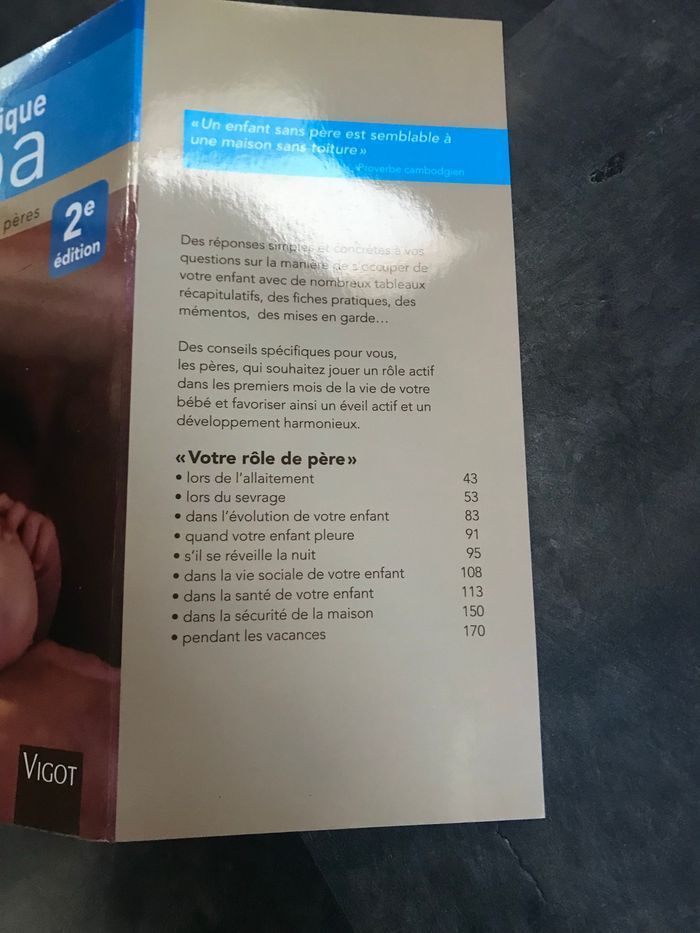 ique
a
pères
2e
édition
VIGOT
«Un enfant sans père est semblable à
une maison sans toiture»
Proverbe cambodgien
Des réponses simples et concrètes à vos
questions sur la manière de s'occuper de
votre enfant avec de nombreux tableaux
récapitulatifs, des fiches pratiques, des
mémentos, des mises en garde...
Des conseils spécifiques pour vous,
les pères, qui souhaitez jouer un rôle actif
dans les premiers mois de la vie de votre
bébé et favoriser ainsi un éveil actif et un
développement harmonieux.
«Votre rôle de père»
• lors de l'allaitement 43
• lors du sevrage 53
• dans l'évolution de votre enfant 83
• quand votre enfant pleure 91
• s'il se réveille la nuit 95
• dans la vie sociale de votre enfant 108
• dans la santé de votre enfant 113
• dans la sécurité de la maison 150
• pendant les vacances 170